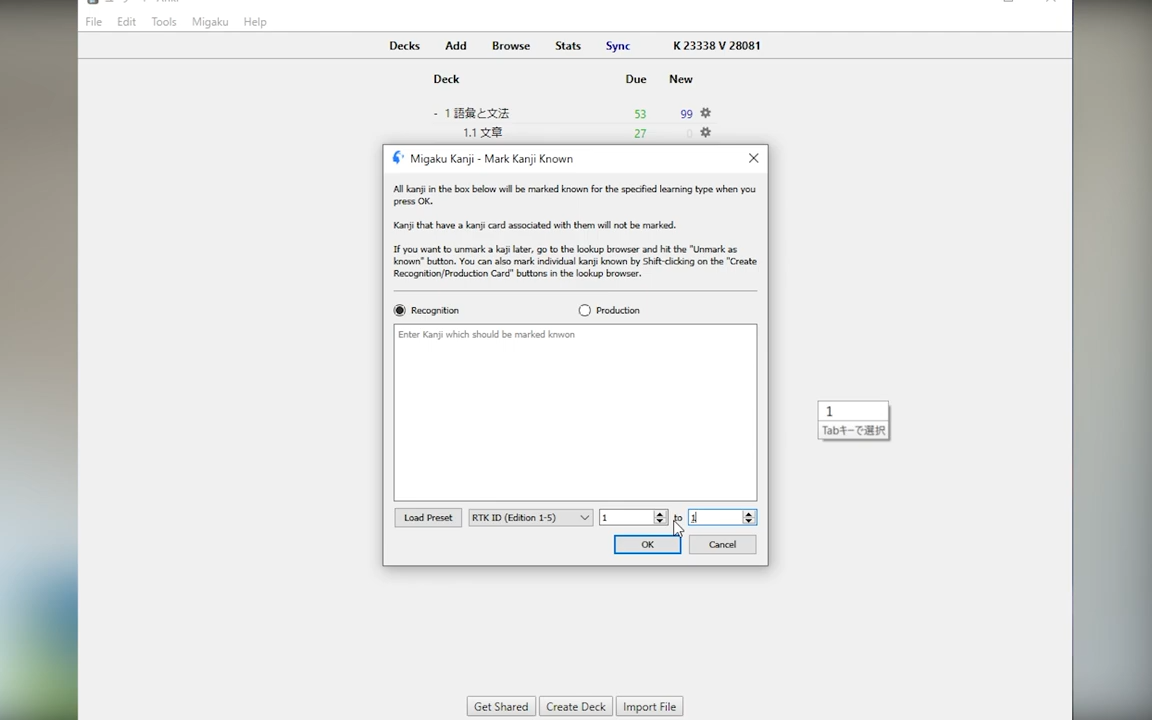 File Edit Tools Migaku Help
Decks Add Browse Stats Sync K 23338 V 28081
Deck Due New
- 1 語彙と文法 53 99
1.1 文章 27 0
Migaku Kanji - Mark Kanji Known
All kanji in the box below will be marked known for the specified learning type when you
press OK.
Kanji that have a kanji card associated with them will not be marked.
If you want to unmark a kaji later, go to the lookup browser and hit the "Unmark as
known" button. You can also mark individual kanji known by Shift-clicking on the "Create
Recognition/Production Card" buttons in the lookup browser.
Recognition Production
Enter Kanji which should be marked knwon
1
Tabキーで選択
Load Preset RTK ID (Edition 1-5) 1 to 1
OK Cancel
Get Shared Create Deck Import File